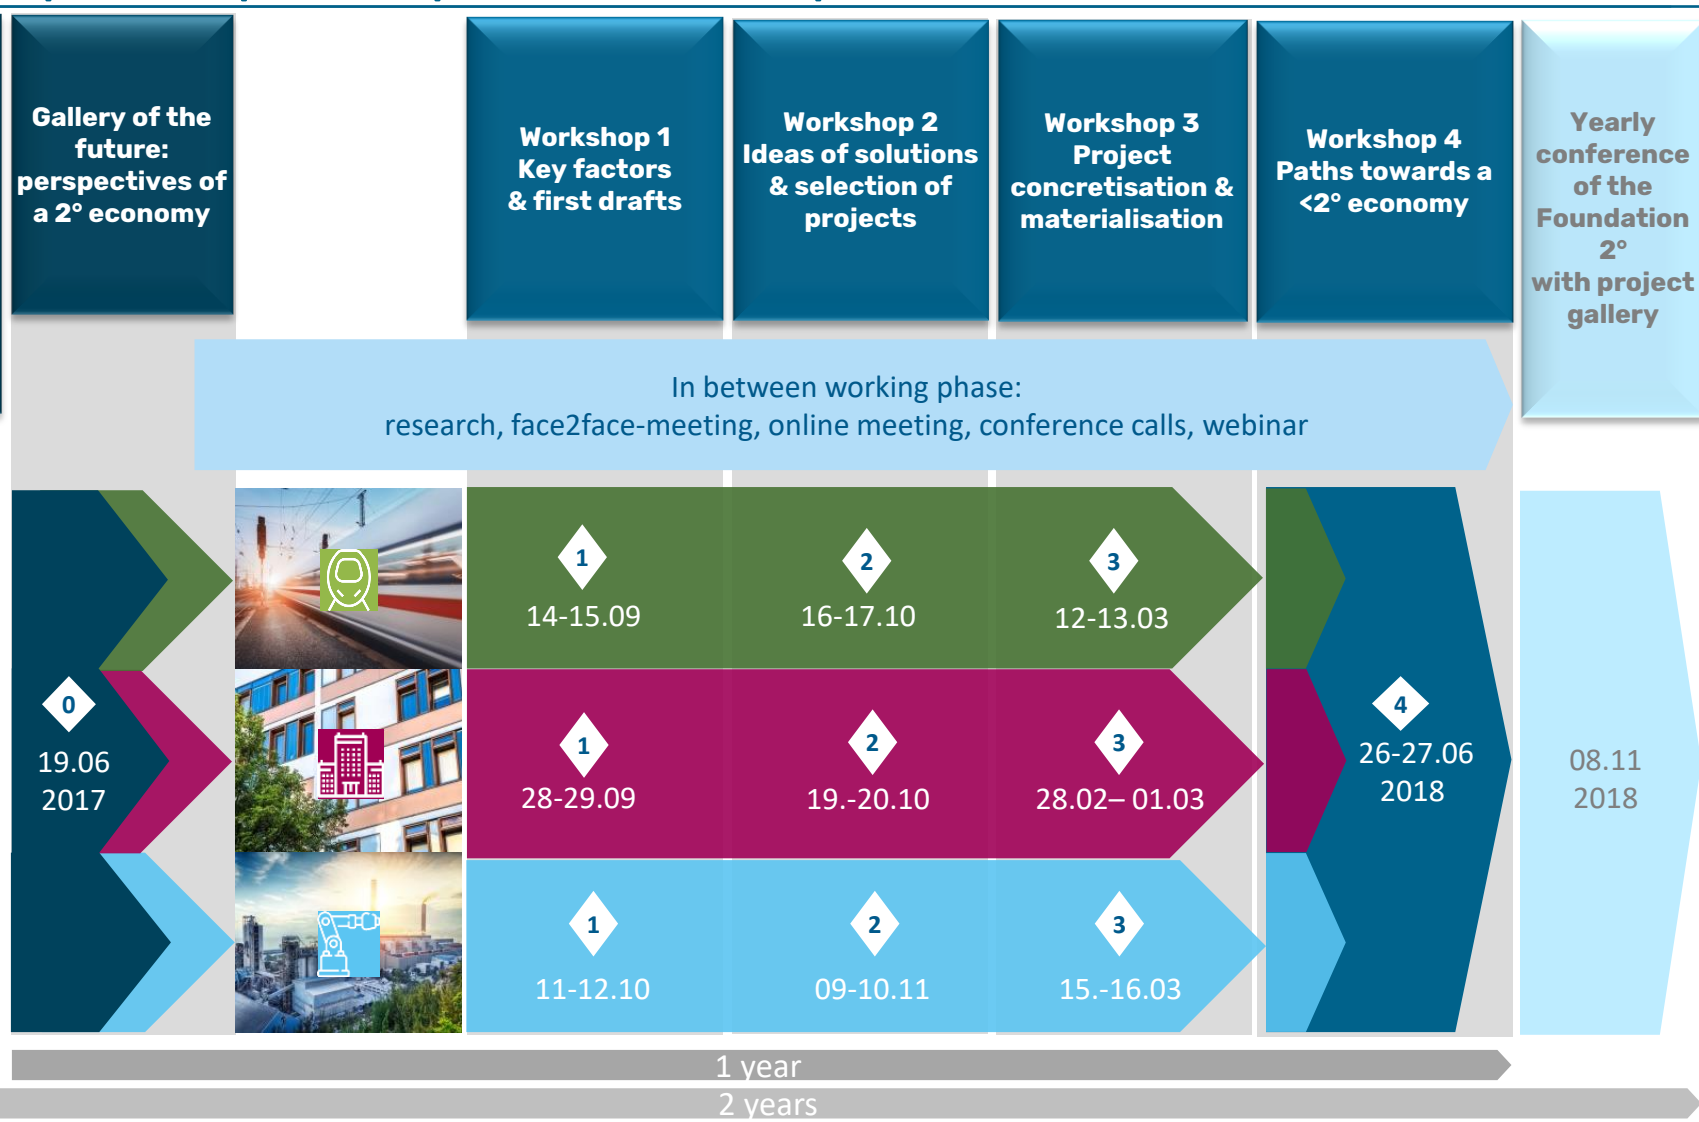 Gallery of the
future:
perspectives of
a 2° economy
Workshop 1
Key factors
& first drafts
Workshop 2
Ideas of solutions
& selection of
projects
Workshop 3
Project
concretisation &
materialisation
Workshop 4
Paths towards a
<2° economy
Yearly
conference
of the
Foundation
2°
with project
gallery
In between working phase:
research, face2face-meeting, online meeting, conference calls, webinar
0
19.06
2017
1
14-15.09
2
16-17.10
3
12-13.03
1
28-29.09
2
19.-20.10
3
28.02– 01.03
1
11-12.10
2
09-10.11
3
15.-16.03
4
26-27.06
2018
08.11
2018
1 year
2 years